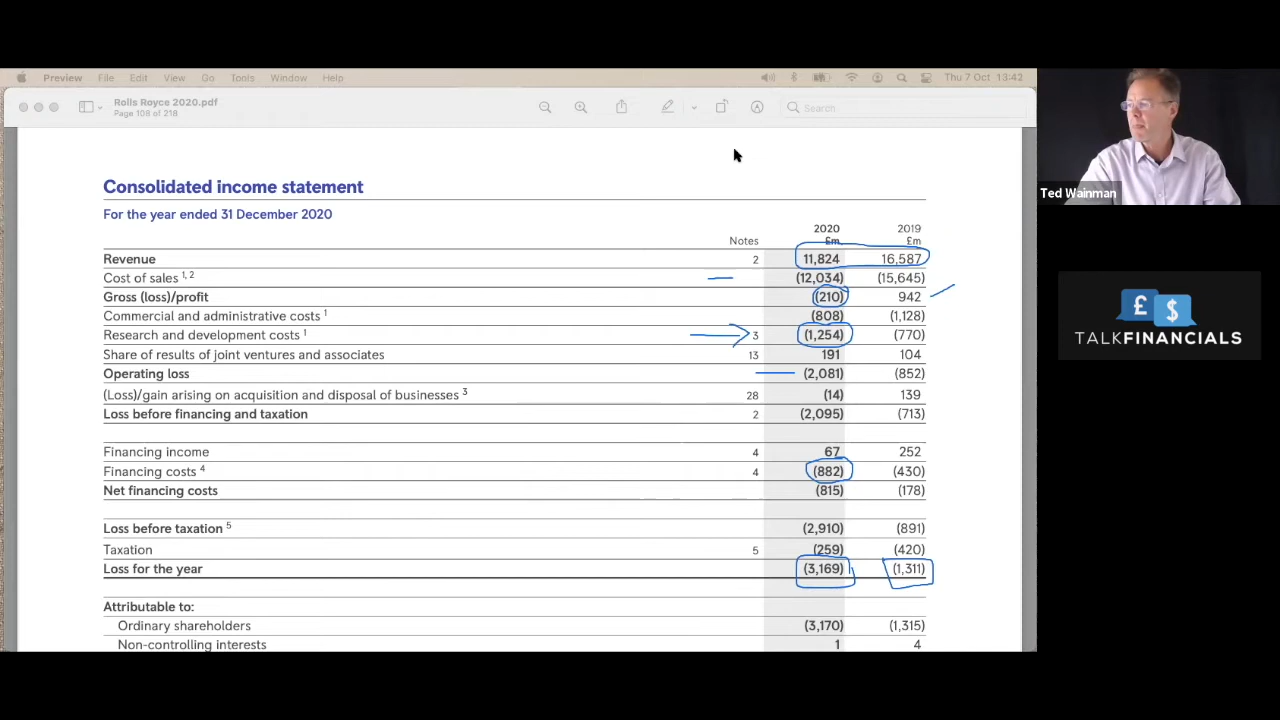 Preview File Edit View Go Tools Window Help Thu 7 Oct 13:42
Rolls Royce 2020.pdf
Page 109 of 218
Search
Consolidated income statement
For the year ended 31 December 2020
2020 2019
Notes £m £m
Revenue 2 11,824 16,587
Cost of sales 1, 2 (12,034) (15,645)
Gross (loss)/profit (210) 942
Commercial and administrative costs 1 (808) (1,128)
Research and development costs 1 3 (1,254) (770)
Share of results of joint ventures and associates 13 191 104
Operating loss (2,081) (852)
(Loss)/gain arising on acquisition and disposal of businesses 3 28 (14) 139
Loss before financing and taxation 2 (2,095) (713)
Financing income 4 67 252
Financing costs 4 4 (882) (430)
Net financing costs (815) (178)
Loss before taxation 5 (2,910) (891)
Taxation 5 (259) (420)
Loss for the year (3,169) (1,311)
Attributable to:
Ordinary shareholders (3,170) (1,315)
Non-controlling interests 1 4
Ted Wainman
£ $
TALKFINANCIALS